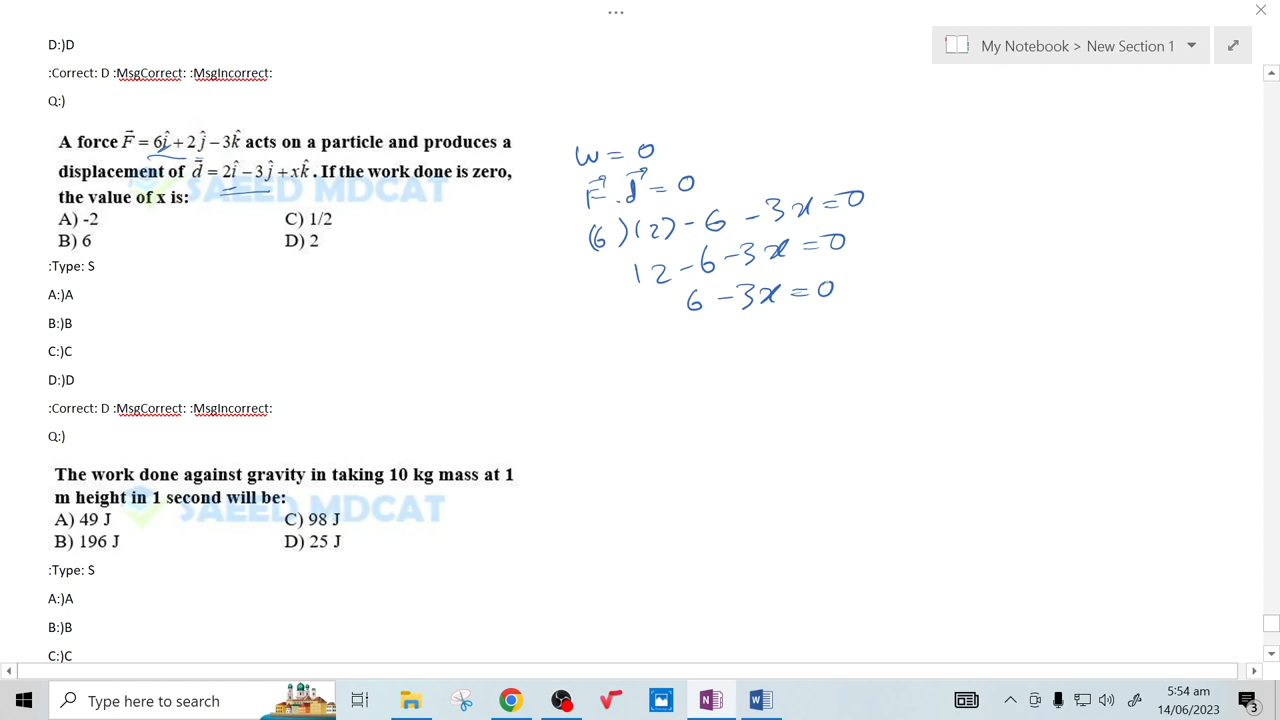 D:)D
My Notebook > New Section 1
:Correct: D :MsgCorrect: :MsgIncorrect:
Q:)
A force F⃗ = 6î + 2ĵ − 3k̂ acts on a particle and produces a
displacement of d⃗ = 2î − 3ĵ + xk̂. If the work done is zero,
the value of x is:
A) -2 C) 1/2
B) 6 D) 2
SAEED MDCAT
W = 0
F⃗ . d⃗ = 0
(6)(2) - 6 - 3x = 0
12 - 6 - 3x = 0
6 - 3x = 0
:Type: S
A:)A
B:)B
C:)C
D:)D
:Correct: D :MsgCorrect: :MsgIncorrect:
Q:)
The work done against gravity in taking 10 kg mass at 1
m height in 1 second will be:
A) 49 J C) 98 J
B) 196 J D) 25 J
SAEED MDCAT
:Type: S
A:)A
B:)B
C:)C
Type here to search
5:54 am
14/06/2023
3